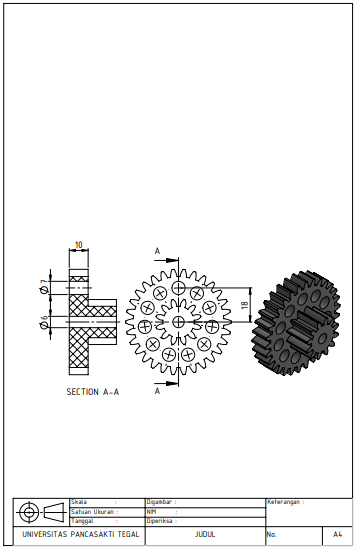 10
A
Ø 7
18
Ø 6
A
SECTION A-A
Skala :
Digambar :
Keterangan :
Satuan Ukuran :
NIM :
Tanggal :
Diperiksa :
UNIVERSITAS PANCASAKTI TEGAL
JUDUL
No.
A4